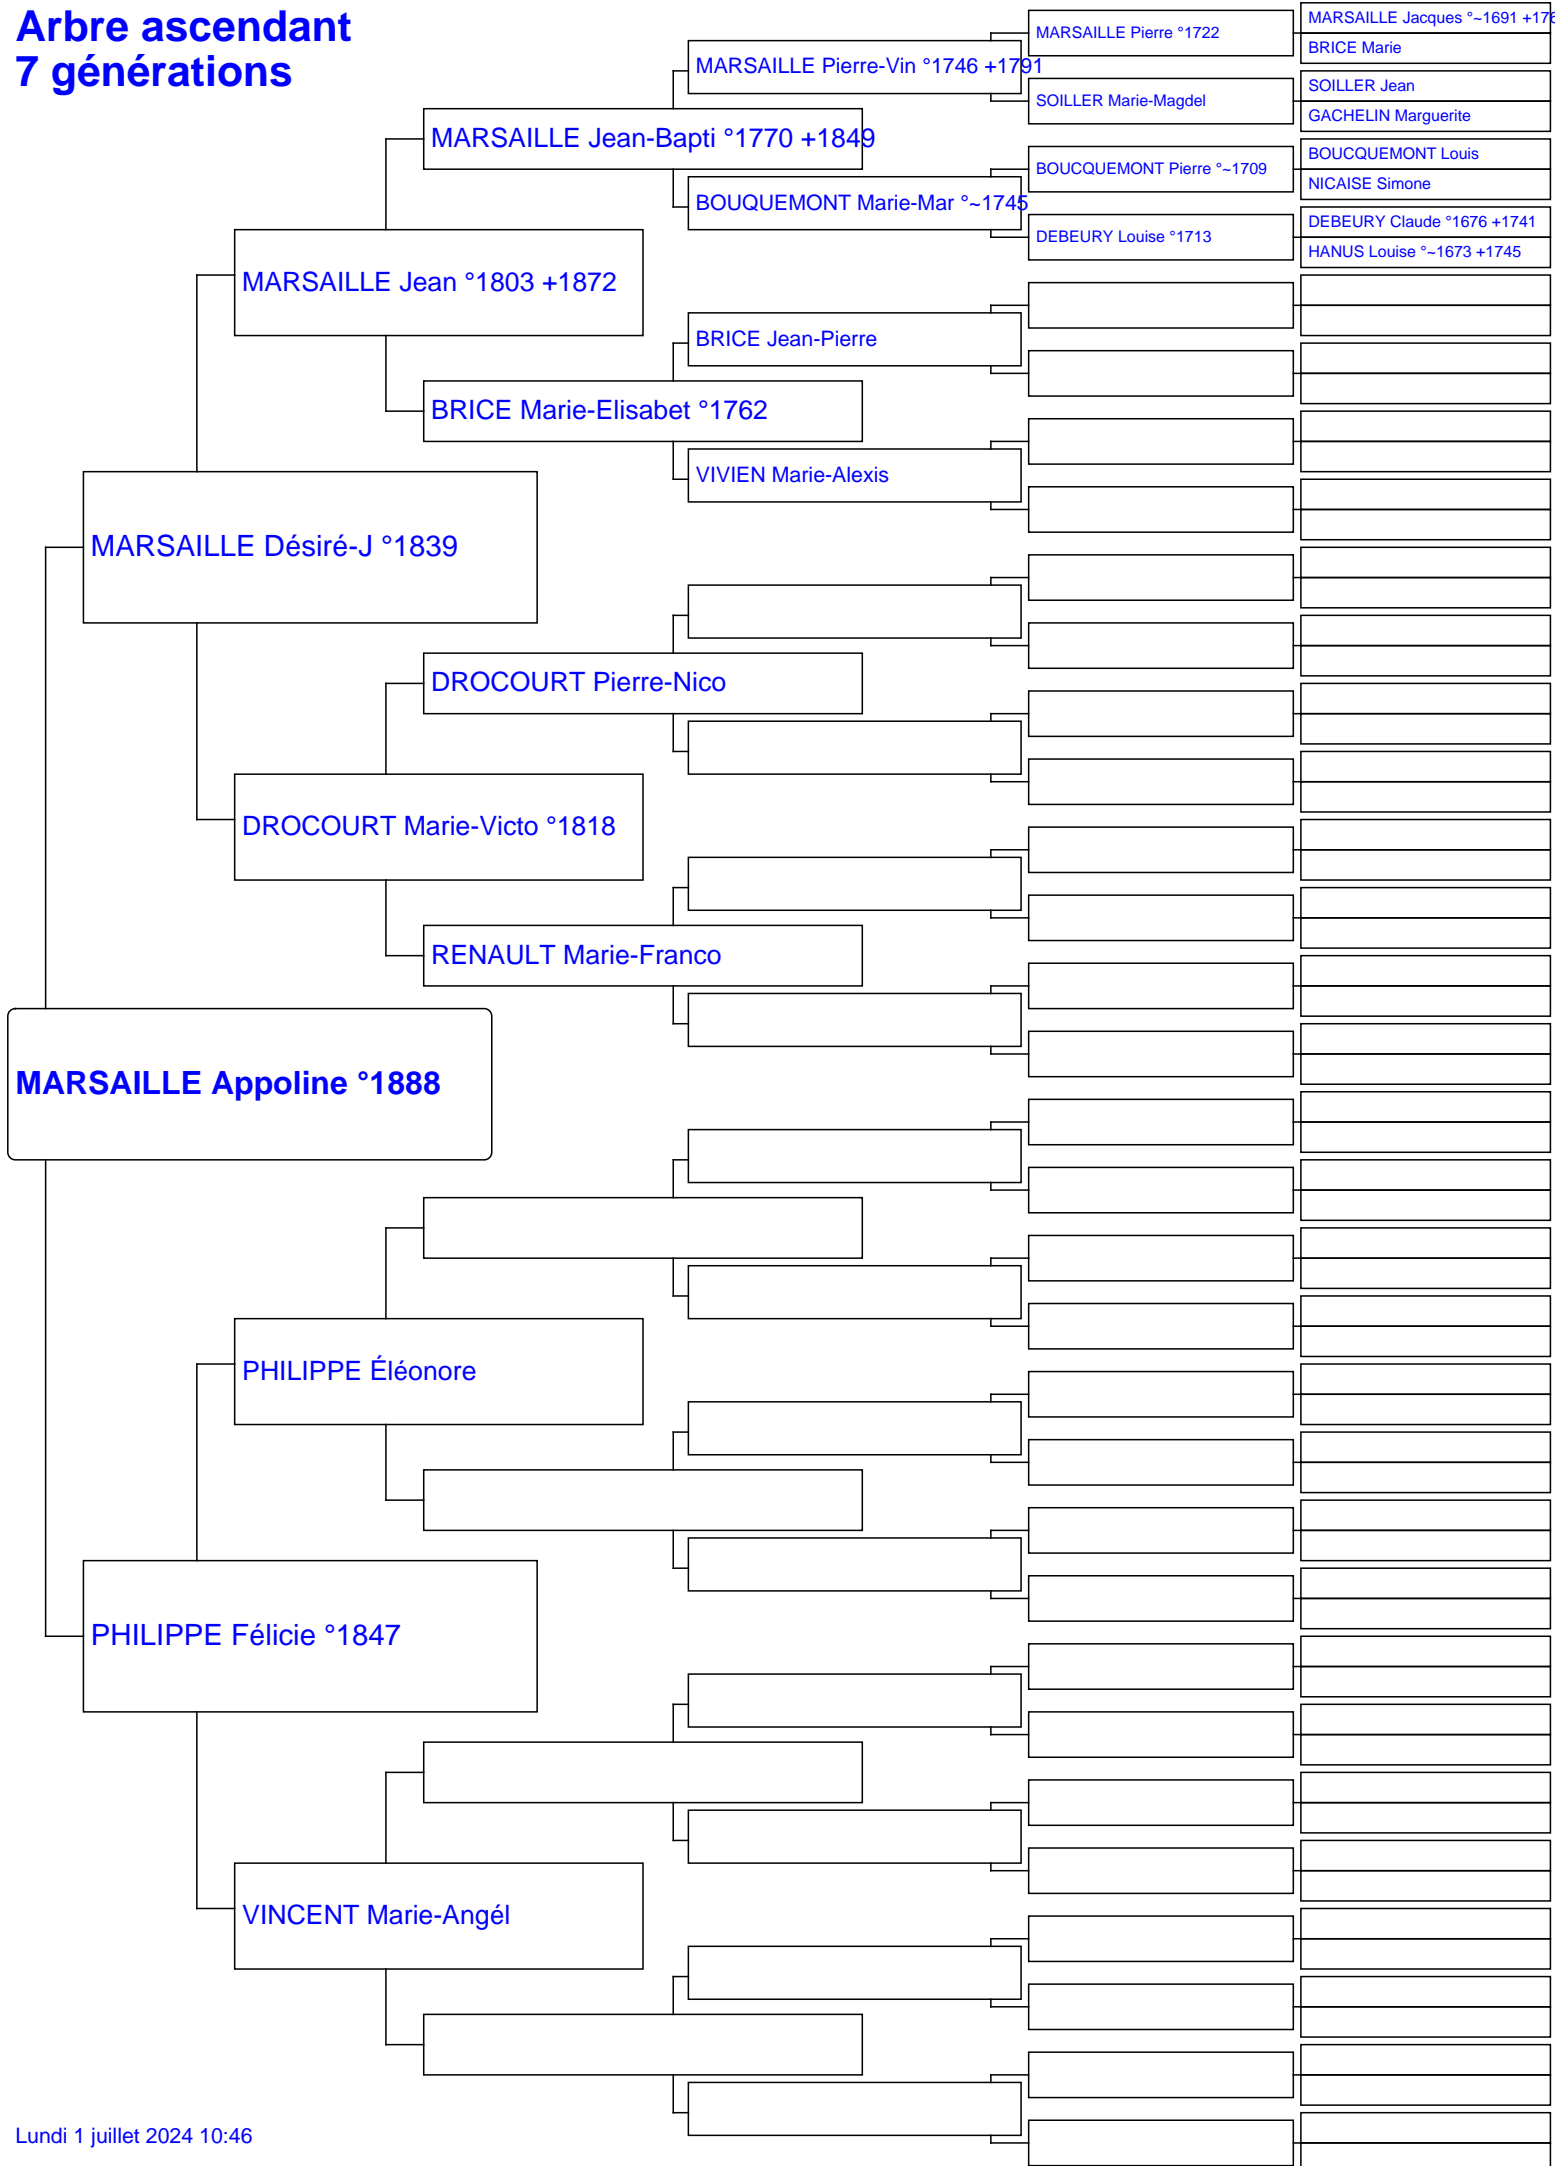 Arbre ascendant
7 générations
MARSAILLE Appoline °1888
MARSAILLE Désiré-J °1839
PHILIPPE Félicie °1847
MARSAILLE Jean °1803 +1872
DROCOURT Marie-Victo °1818
PHILIPPE Éléonore
VINCENT Marie-Angél
MARSAILLE Jean-Bapti °1770 +1849
BRICE Marie-Elisabet °1762
DROCOURT Pierre-Nico
RENAULT Marie-Franco
MARSAILLE Pierre-Vin °1746 +1791
BOUQUEMONT Marie-Mar °~1745
BRICE Jean-Pierre
VIVIEN Marie-Alexis
MARSAILLE Pierre °1722
SOILLER Marie-Magdel
BOUCQUEMONT Pierre °~1709
DEBEURY Louise °1713
MARSAILLE Jacques °~1691
BRICE Marie
SOILLER Jean
GACHELIN Marguerite
BOUCQUEMONT Louis
NICAISE Simone
DEBEURY Claude °1676 +1741
HANUS Louise °~1673 +1745
Lundi 1 juillet 2024 10:46